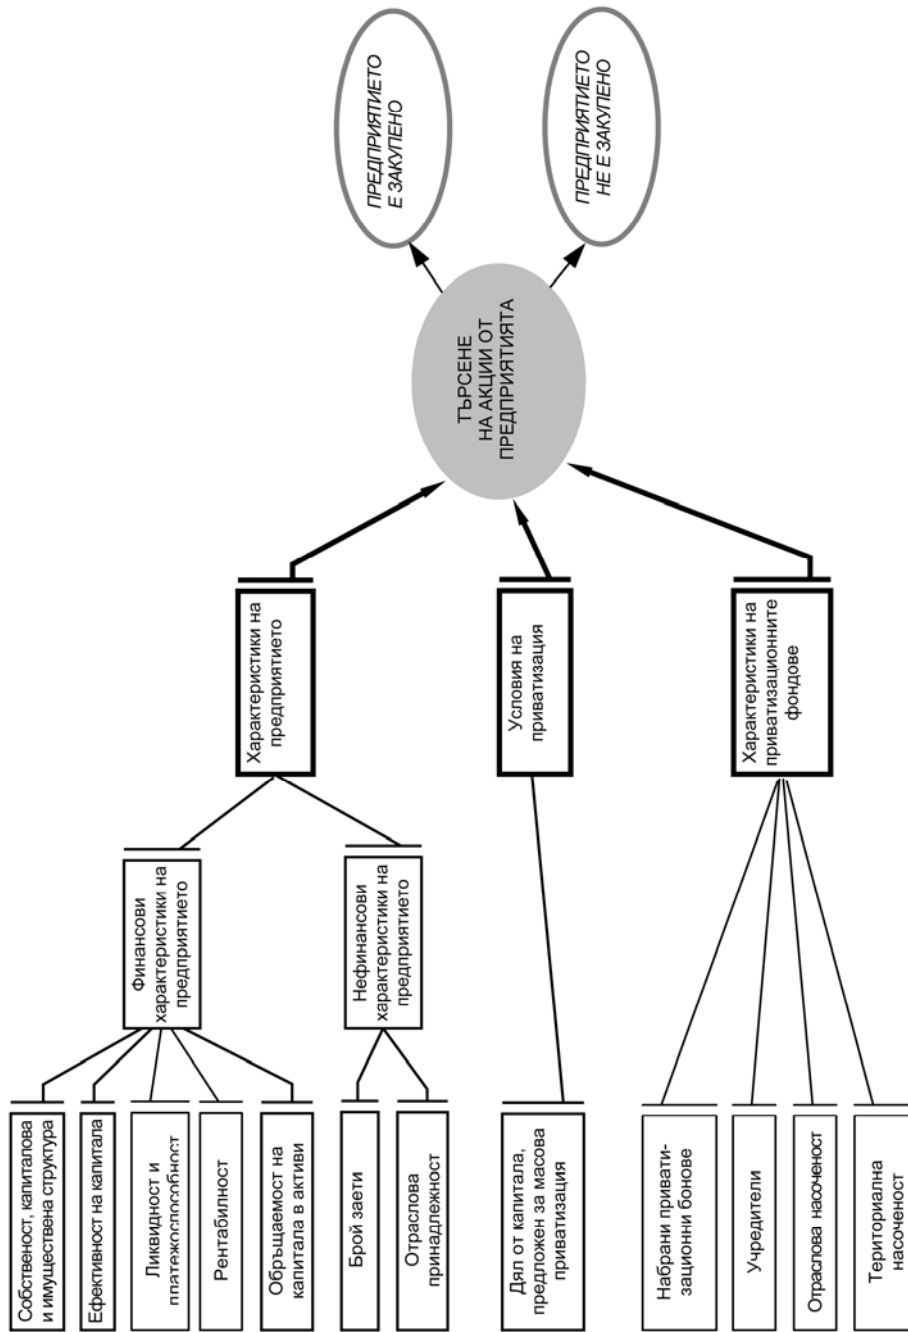 Собственост, капиталова
и имуществена структура
Ефективност на капитала
Ликвидност и
платежоспособност
Рентабилност
Обръщаемост на
капитала в активи
Брой заети
Отраслова
принадлежност
Дял от капитала,
предложен за масова
приватизация
Набрани привати-
зационни бонове
Учредители
Отраслова насоченост
Териториална
насоченост
Финансови
характеристики на
предприятието
Нефинансови
характеристики на
предприятието
Характеристики на
предприятието
Условия на
приватизация
Характеристики на
приватизационните
фондове
ТЪРСЕНЕ
НА АКЦИИ ОТ
ПРЕДПРИЯТИЯТА
ПРЕДПРИЯТИЕТО
Е ЗАКУПЕНО
ПРЕДПРИЯТИЕТО
НЕ Е ЗАКУПЕНО